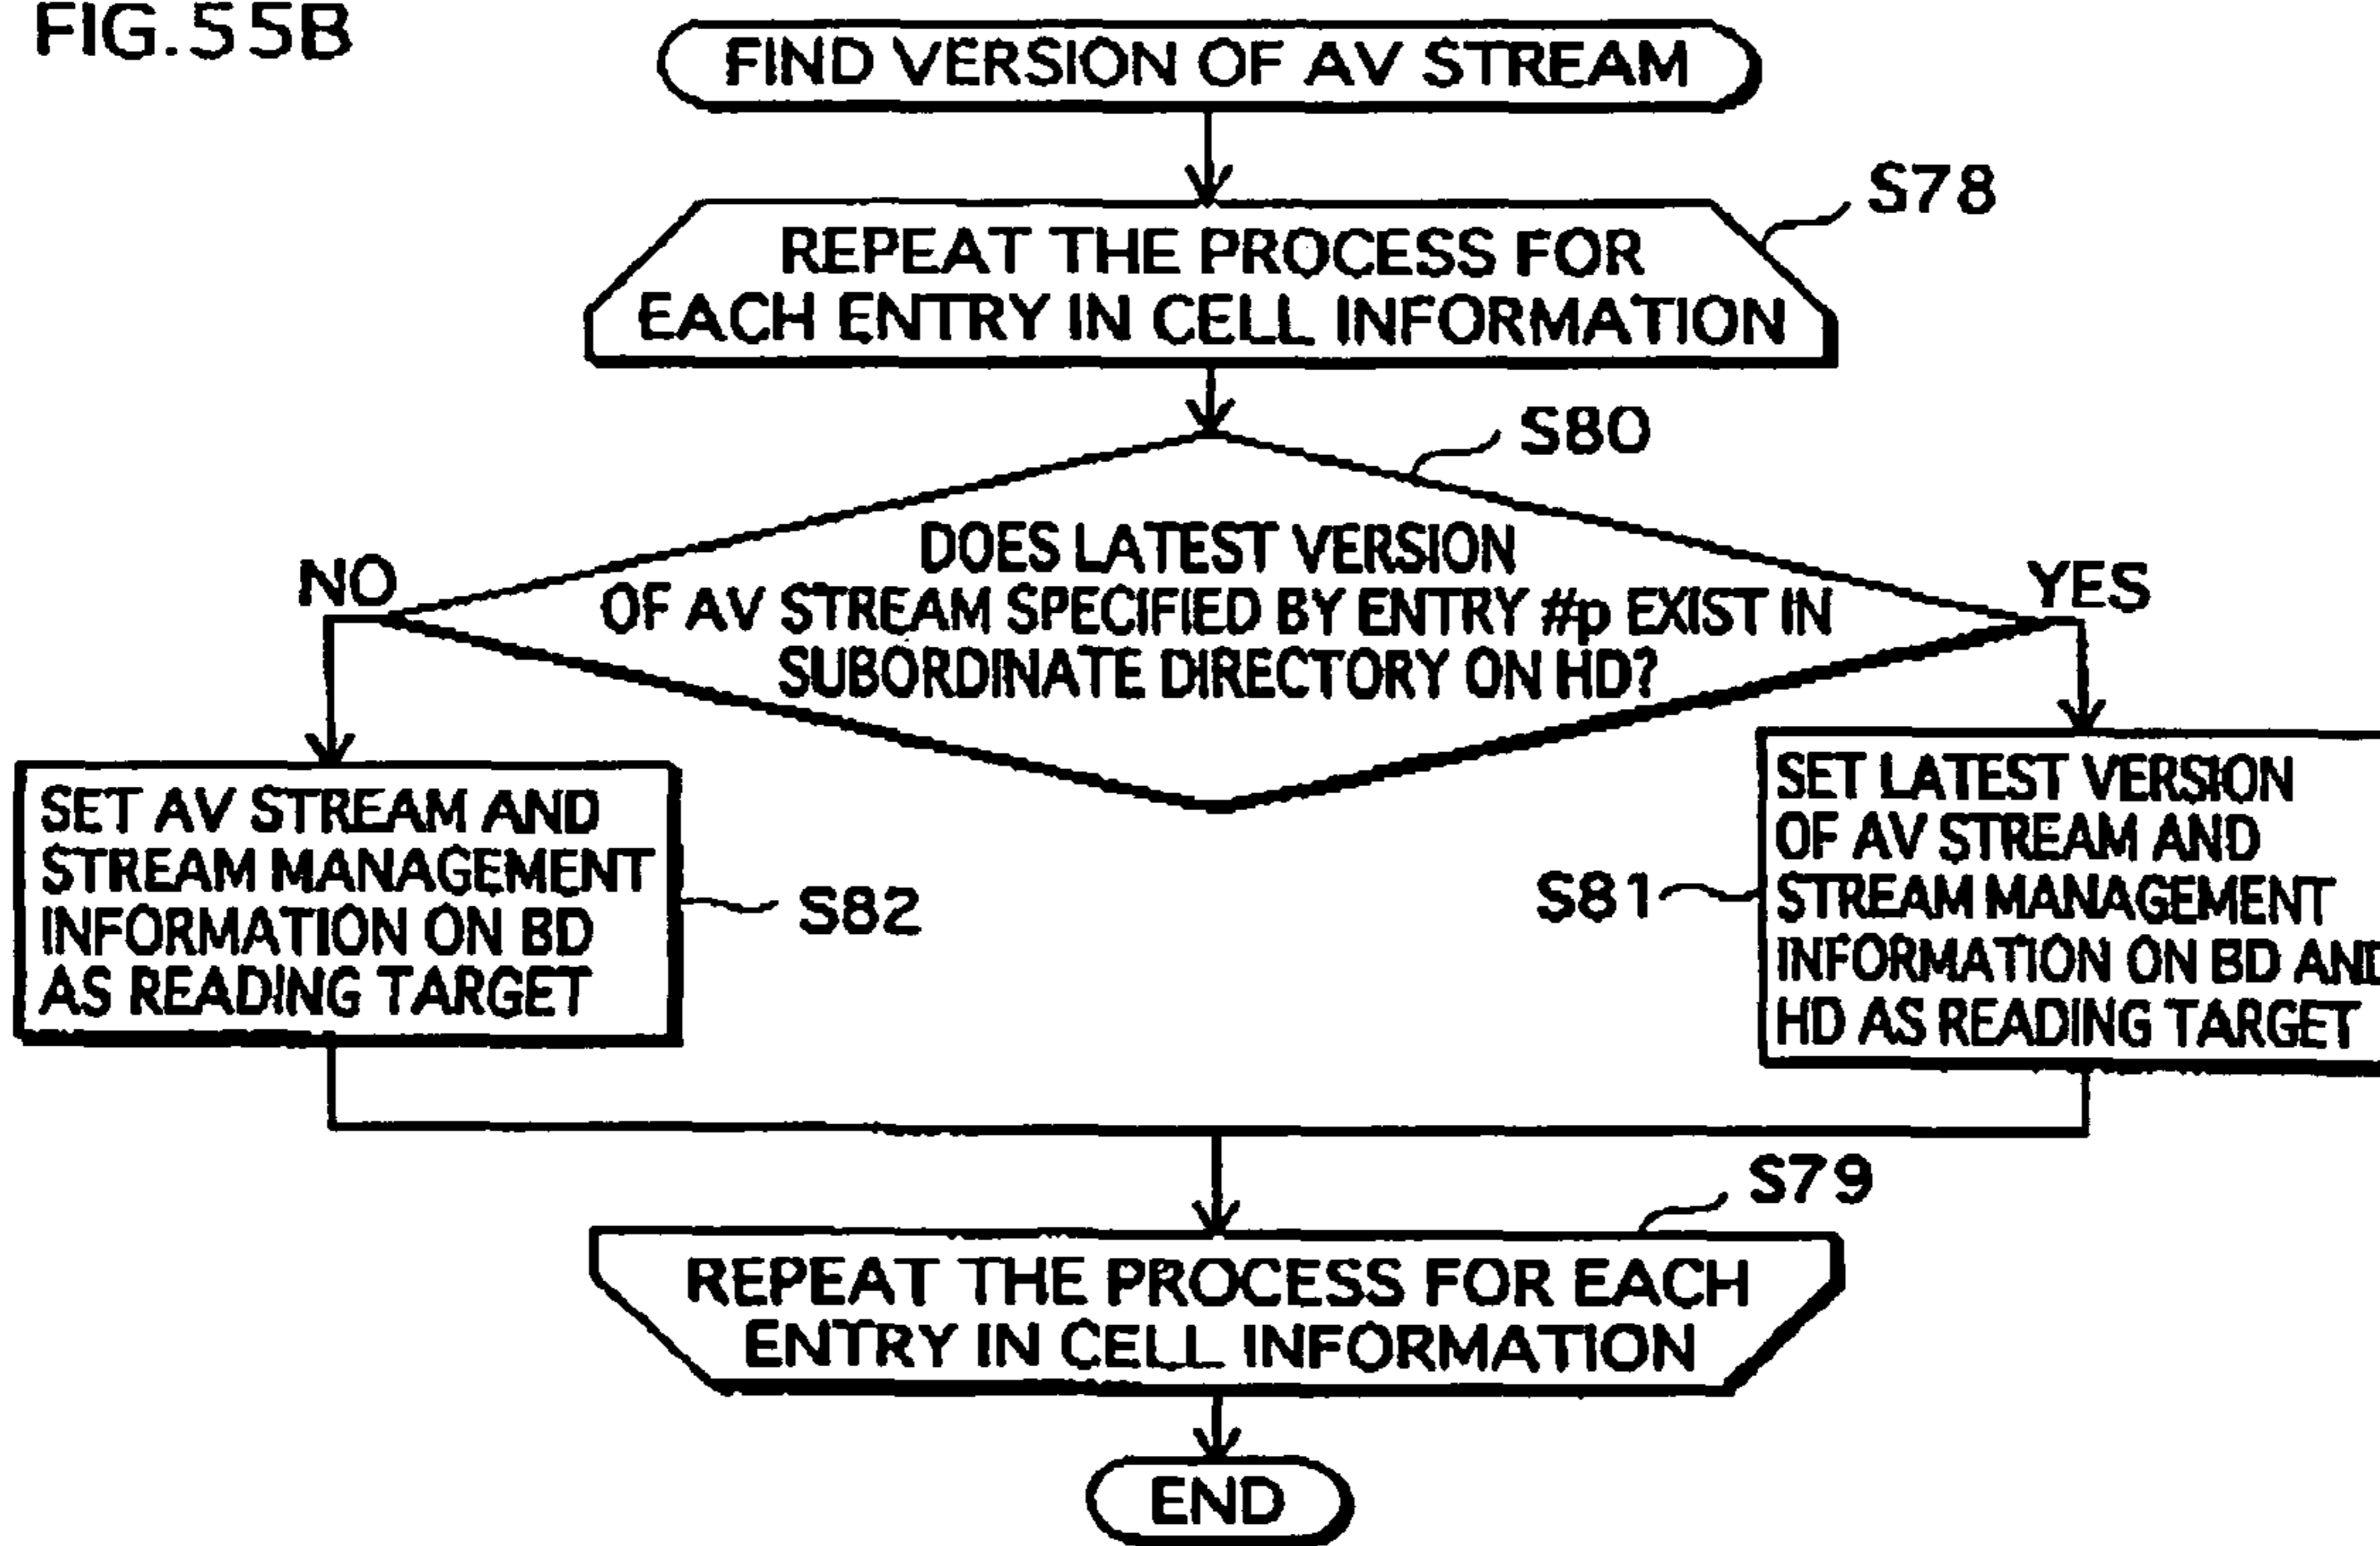 FIG.55B
FIND VERSION OF AV STREAM
S78
REPEAT THE PROCESS FOR
EACH ENTRY IN CELL INFORMATION
S80
DOES LATEST VERSION
OF AV STREAM SPECIFIED BY ENTRY #p EXIST IN
SUBORDINATE DIRECTORY ON HD?
NO
YES
SET AV STREAM AND
STREAM MANAGEMENT
INFORMATION ON BD
AS READING TARGET
S82
S81
SET LATEST VERSION
OF AV STREAM AND
STREAM MANAGEMENT
INFORMATION ON BD AND
HD AS READING TARGET
S79
REPEAT THE PROCESS FOR EACH
ENTRY IN CELL INFORMATION
END